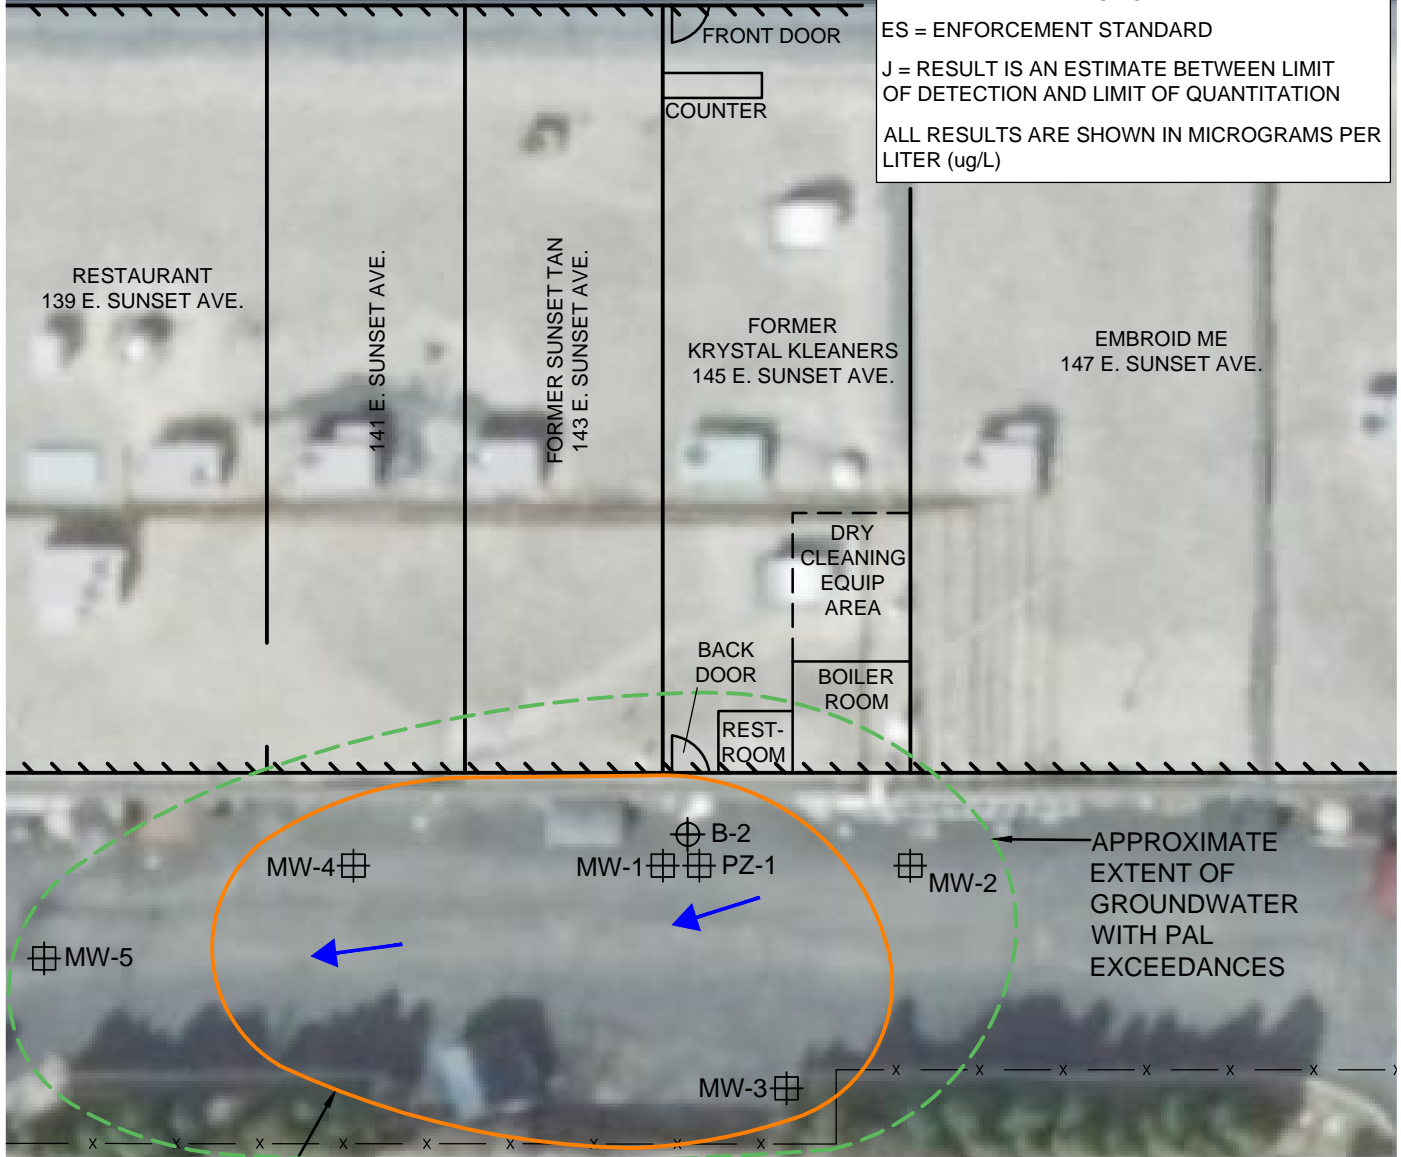 FRONT DOOR
COUNTER
ES = ENFORCEMENT STANDARD
J = RESULT IS AN ESTIMATE BETWEEN LIMIT
OF DETECTION AND LIMIT OF QUANTITATION
ALL RESULTS ARE SHOWN IN MICROGRAMS PER
LITER (ug/L)
RESTAURANT
139 E. SUNSET AVE.
141 E. SUNSET AVE.
FORMER SUNSET TAN
143 E. SUNSET AVE.
FORMER
KRYSTAL KLEANERS
145 E. SUNSET AVE.
EMBROID ME
147 E. SUNSET AVE.
DRY
CLEANING
EQUIP
AREA
BACK
DOOR
BOILER
ROOM
REST-
ROOM
B-2
MW-4
MW-1
PZ-1
MW-2
MW-5
MW-3
APPROXIMATE
EXTENT OF
GROUNDWATER
WITH PAL
EXCEEDANCES